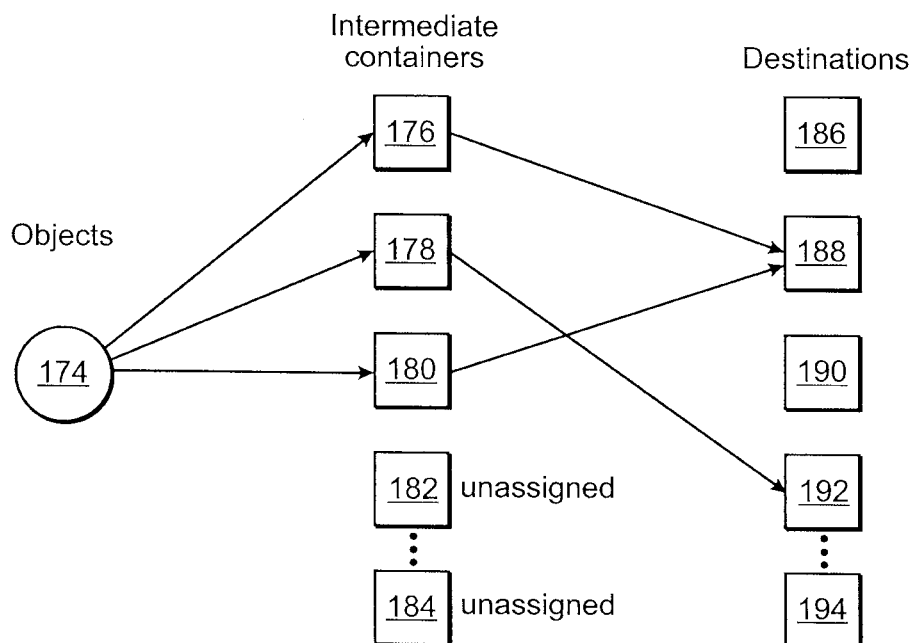 Intermediate
containers
Destinations
Objects
174
176
178
180
182 unassigned
184 unassigned
186
188
190
192
194